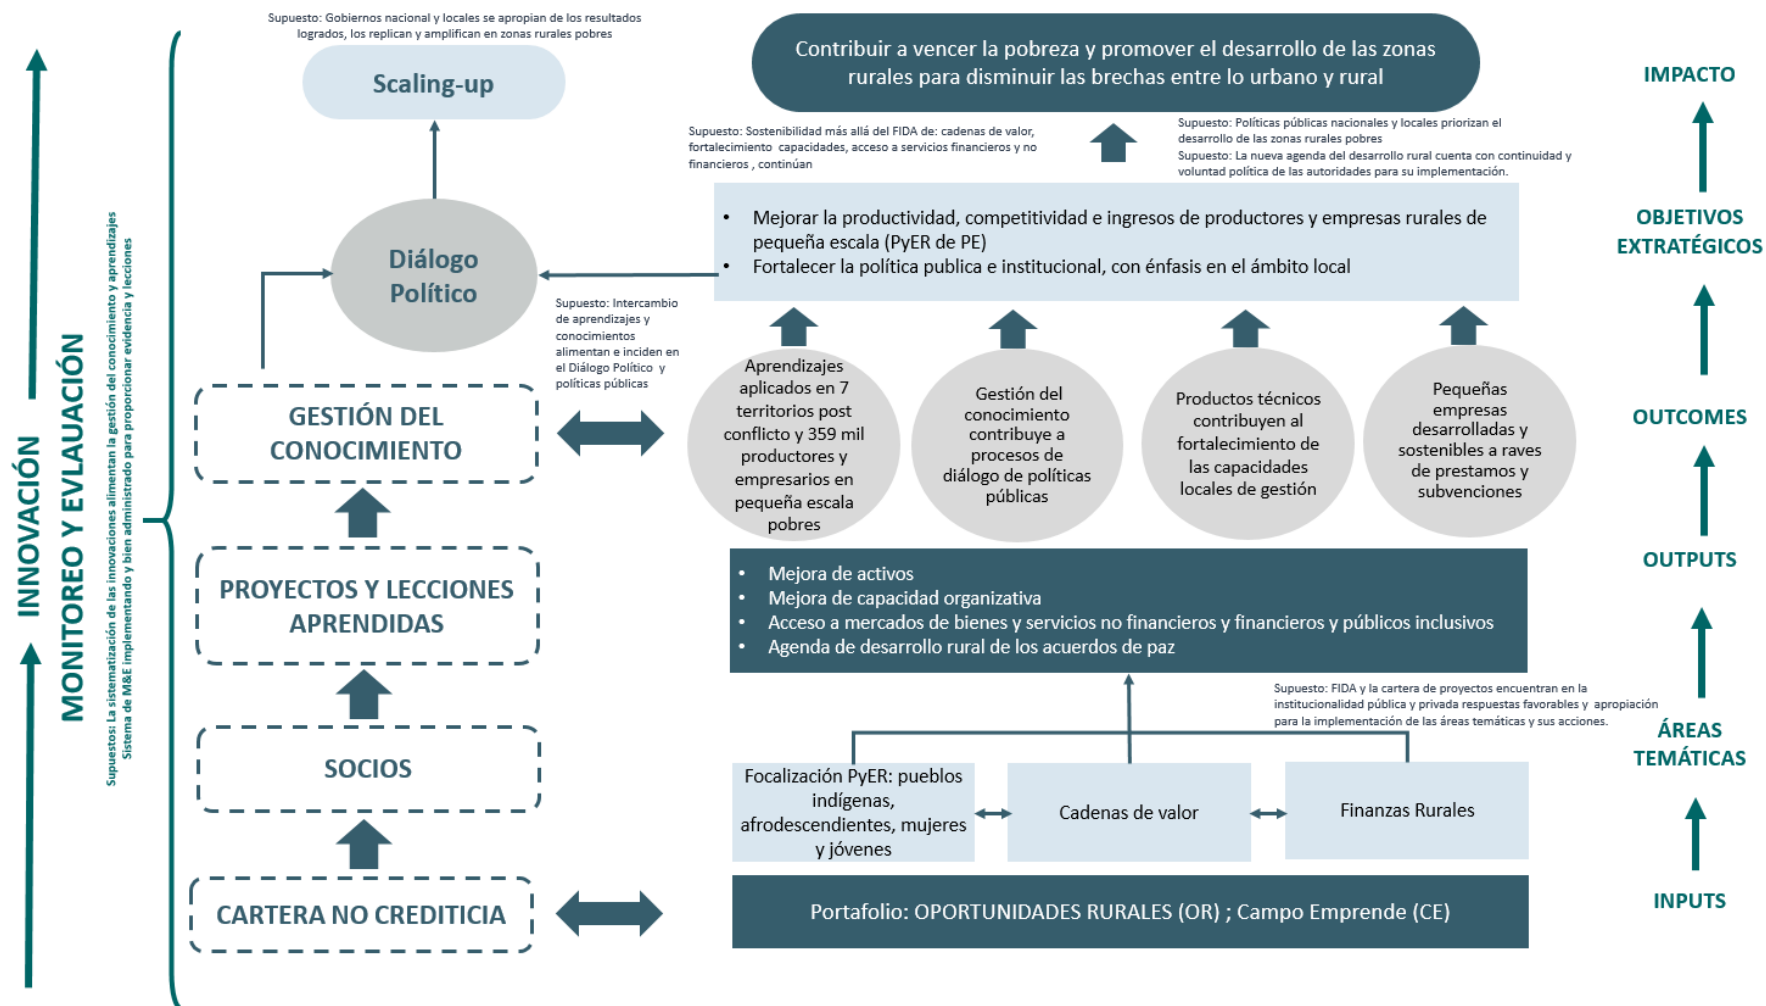 Supuesto: Gobiernos nacional y locales se apropian de los resultados
logrados, los replican y amplifican en zonas rurales pobres
Scaling-up
Contribuir a vencer la pobreza y promover el desarrollo de las zonas
rurales para disminuir las brechas entre lo urbano y rural
IMPACTO
Supuesto: Sostenibilidad más allá del FIDA de: cadenas de valor,
fortalecimiento capacidades, acceso a servicios financieros y no
financieros , continúan
Supuesto: Políticas públicas nacionales y locales priorizan el
desarrollo de las zonas rurales pobres
Supuesto: La nueva agenda del desarrollo rural cuenta con continuidad y
voluntad política de las autoridades para su implementación.
Diálogo
Político
• Mejorar la productividad, competitividad e ingresos de productores y empresas rurales de
pequeña escala (PyER de PE)
• Fortalecer la política publica e institucional, con énfasis en el ámbito local
OBJETIVOS
EXTRATÉGICOS
Supuesto: Intercambio
de aprendizajes y
conocimientos
alimentan e inciden en
el Diálogo Político y
políticas públicas
INNOVACIÓN
MONITOREO Y EVLAUACIÓN
Supuestos: La sistematización de las innovaciones alimentan la gestión del conocimiento y aprendizajes
Sistema de M&E implementando y bien administrado para proporcionar evidencia y lecciones
GESTIÓN DEL
CONOCIMIENTO
Aprendizajes
aplicados en 7
territorios post
conflicto y 359 mil
productores y
empresarios en
pequeña escala
pobres
Gestión del
conocimiento
contribuye a
procesos de
diálogo de políticas
públicas
Productos técnicos
contribuyen al
fortalecimiento de
las capacidades
locales de gestión
Pequeñas
empresas
desarrolladas y
sostenibles a raves
de prestamos y
subvenciones
OUTCOMES
PROYECTOS Y LECCIONES
APRENDIDAS
• Mejora de activos
• Mejora de capacidad organizativa
• Acceso a mercados de bienes y servicios no financieros y financieros y públicos inclusivos
• Agenda de desarrollo rural de los acuerdos de paz
OUTPUTS
Supuesto: FIDA y la cartera de proyectos encuentran en la
institucionalidad pública y privada respuestas favorables y apropiación
para la implementación de las áreas temáticas y sus acciones.
SOCIOS
Focalización PyER: pueblos
indígenas,
afrodescendientes, mujeres
y jóvenes
Cadenas de valor
Finanzas Rurales
ÁREAS
TEMÁTICAS
CARTERA NO CREDITICIA
Portafolio: OPORTUNIDADES RURALES (OR) ; Campo Emprende (CE)
INPUTS